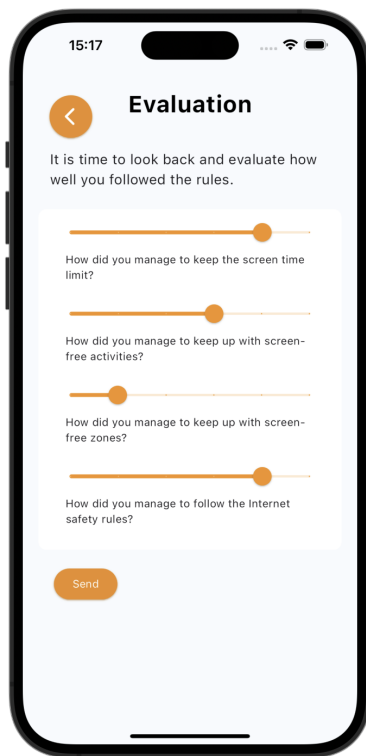 15:17
Evaluation
It is time to look back and evaluate how
well you followed the rules.
How did you manage to keep the screen time
limit?
How did you manage to keep up with screen-
free activities?
How did you manage to keep up with screen-
free zones?
How did you manage to follow the Internet
safety rules?
Send